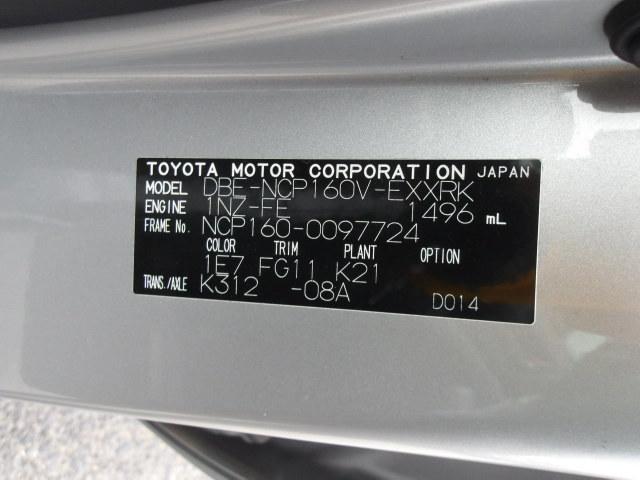 TOYOTA MOTOR CORPORATION JAPAN
MODEL DBE-NCP160V-EXXRK
ENGINE 1NZ-FE 1496 mL
FRAME No. NCP160-0097724
COLOR TRIM PLANT OPTION
1E7 FG11 K21
TRANS./AXLE K312 -08A D014